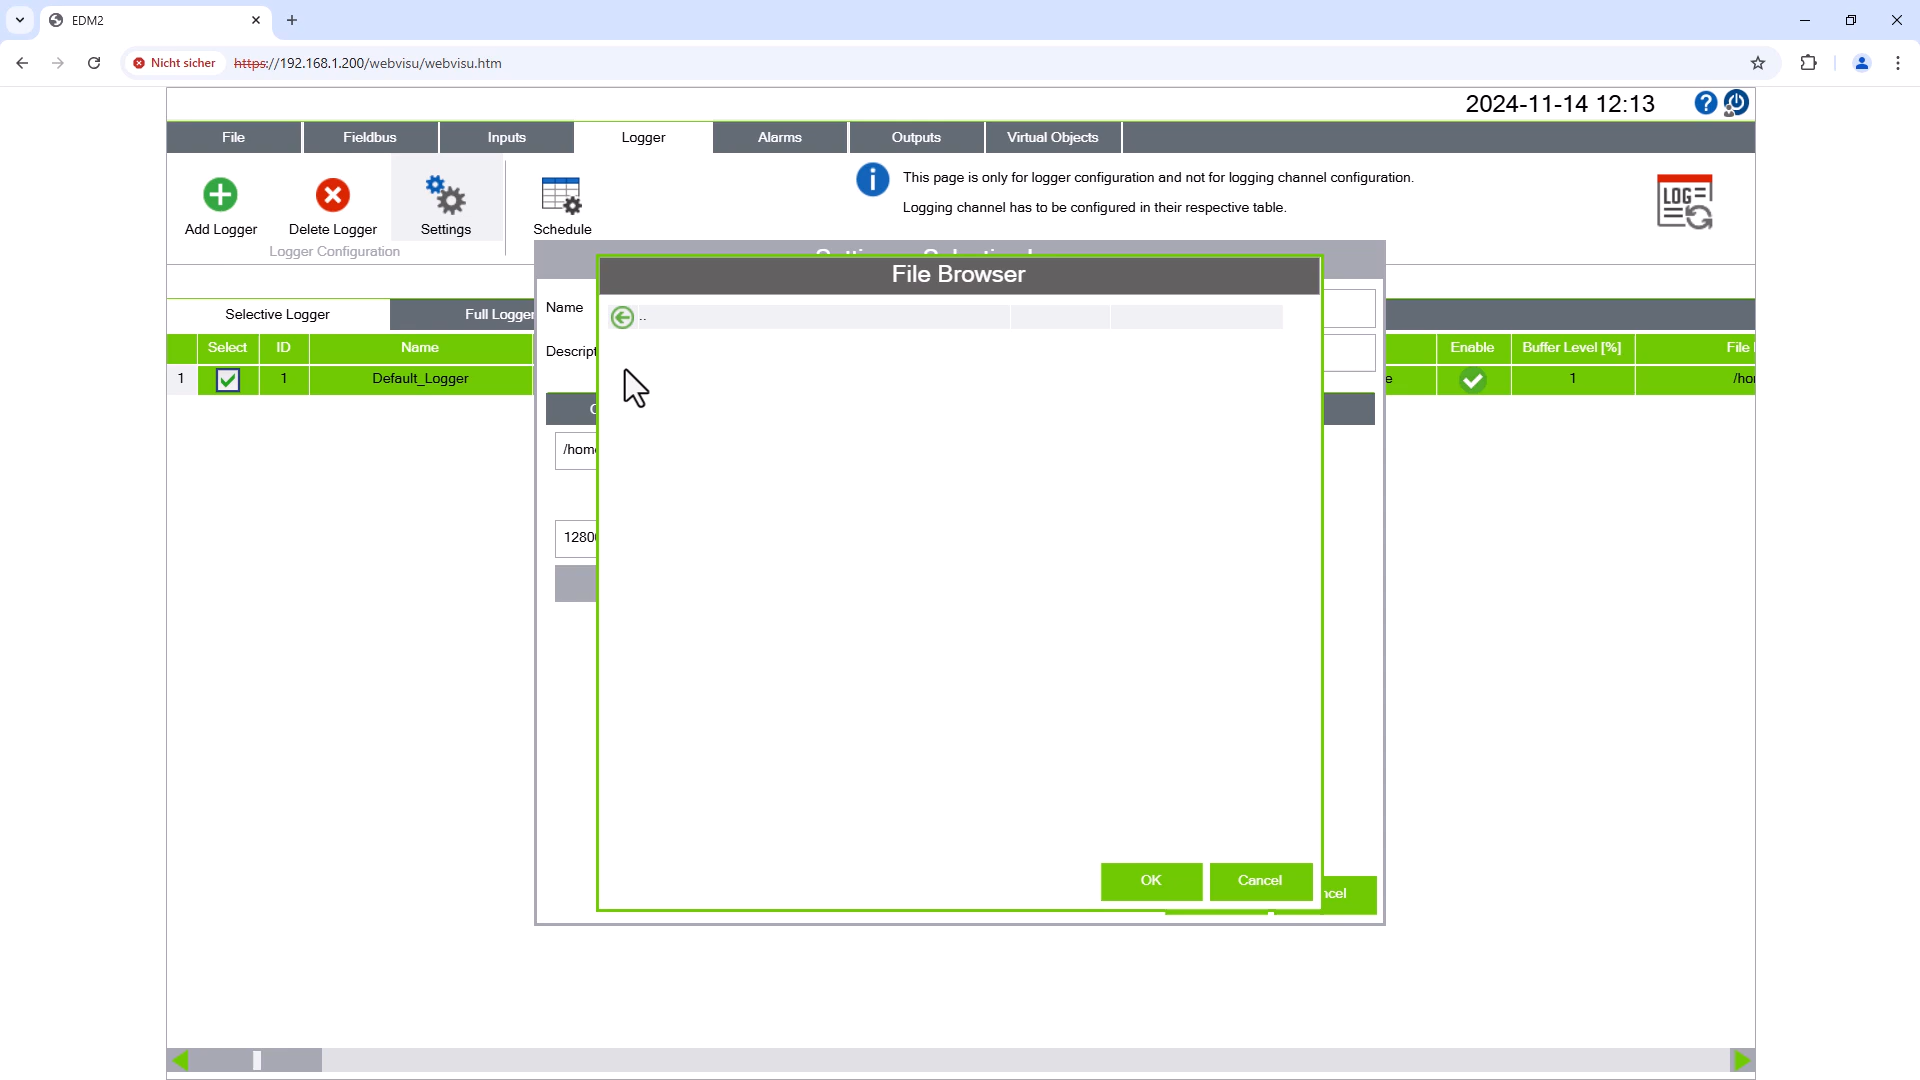 EDM2
Nicht sicher https://192.168.1.200/webvisu/webvisu.htm
2024-11-14 12:13
File Fieldbus Inputs Logger Alarms Outputs Virtual Objects
This page is only for logger configuration and not for logging channel configuration.
Logging channel has to be configured in their respective table.
LOG
Add Logger Delete Logger Settings Schedule
Logger Configuration
File Browser
..
Name
Descript
Selective Logger Full Logger
Select ID Name Enable Buffer Level [%] File
1 1 Default_Logger e 1 /ho
/hom
1280
OK Cancel
ncel